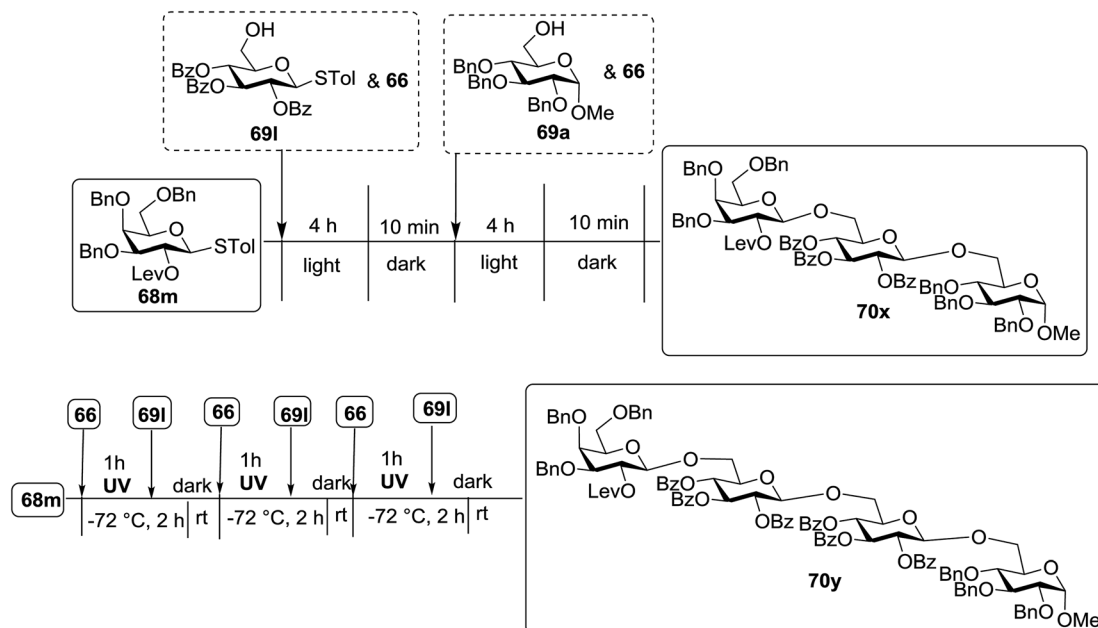 OH
O
BzO
BzO
STol
OBz
& 66
69l
OH
O
BnO
BnO
BnO
OMe
& 66
69a
BnO
OBn
O
BnO
STol
LevO
68m
4 h
10 min
4 h
10 min
light
dark
light
dark
BnO
OBn
O
O
BnO
LevO
BzO
O
BzO
OBz
O
BnO
O
BnO
BnO
OMe
70x
66
69l
66
69l
66
69l
1h
UV
dark
1h
UV
dark
1h
UV
dark
68m
-72 °C, 2 h
rt
-72 °C, 2 h
rt
-72 °C, 2 h
rt
BnO
OBn
O
O
BnO
LevO
BzO
O
BzO
OBz
O
BzO
O
BzO
OBz
O
BnO
O
BnO
BnO
OMe
70y